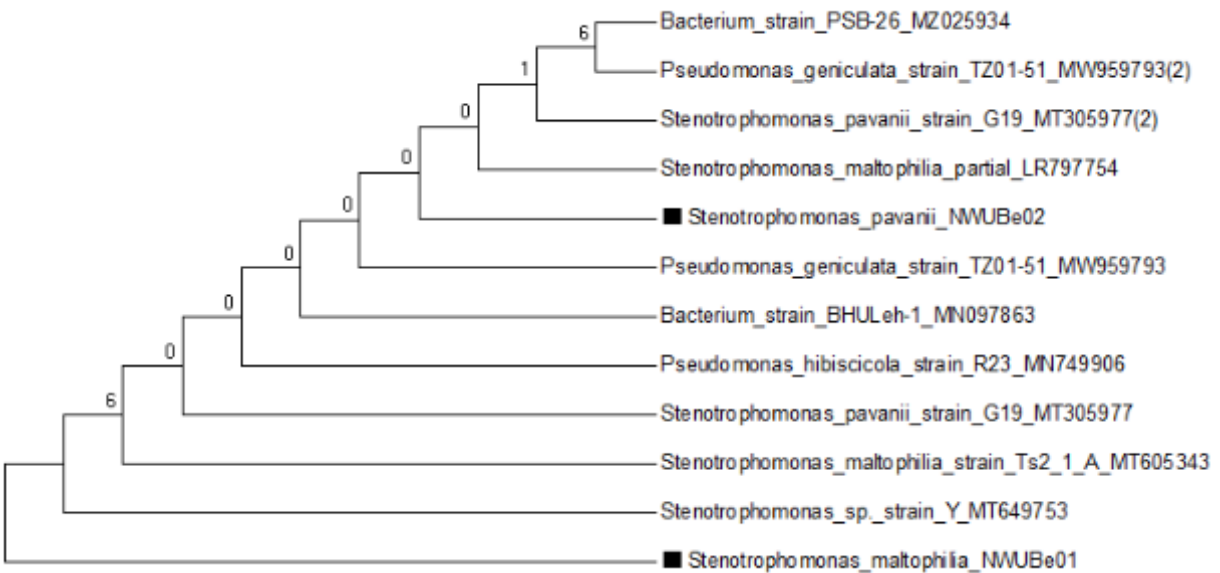 Bacterium_strain_PSB-26_MZ025934
6
Pseudomonas_geniculata_strain_TZ01-51_MW959793(2)
1
Stenotrophomonas_pavanii_strain_G19_MT305977(2)
0
Stenotrophomonas_maltophilia_partial_LR797754
0
Stenotrophomonas_pavanii_NWUBe02
0
Pseudomonas_geniculata_strain_TZ01-51_MW959793
0
Bacterium_strain_BHULeh-1_MN097863
0
Pseudomonas_hibiscicola_strain_R23_MN749906
0
Stenotrophomonas_pavanii_strain_G19_MT305977
6
Stenotrophomonas_maltophilia_strain_Ts2_1_A_MT605343
Stenotrophomonas_sp._strain_Y_MT649753
Stenotrophomonas_maltophilia_NWUBe01